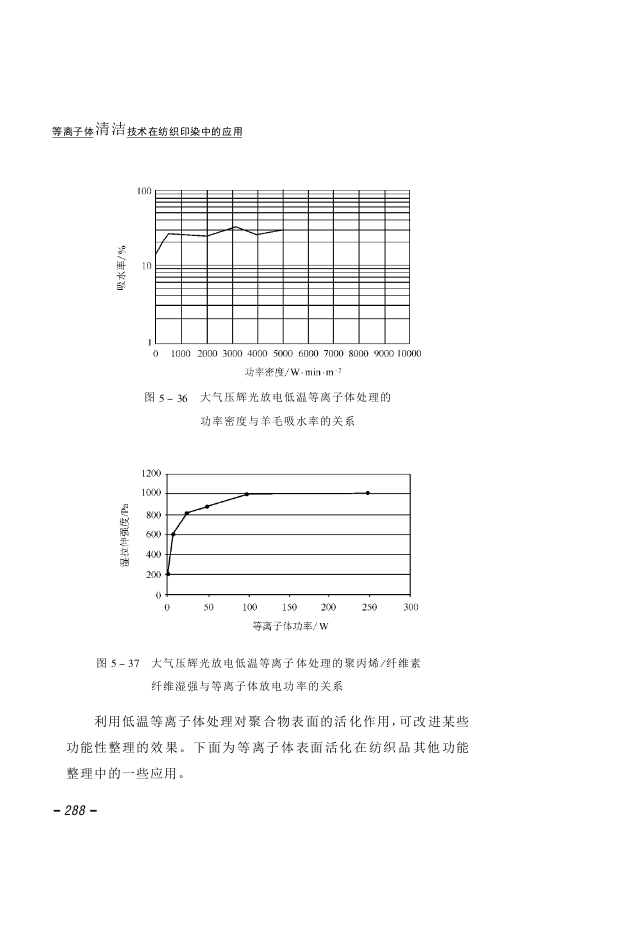 等离子体清洁技术在纺织印染中的应用
100
10
1
吸水率/%
0 1000 2000 3000 4000 5000 6000 7000 8000 9000 10000
功率密度/W·min·m⁻²
图 5－36 大气压辉光放电低温等离子体处理的
功率密度与羊毛吸水率的关系
1200
1000
800
600
400
200
0
湿拉伸强度/Pa
0 50 100 150 200 250 300
等离子体功率/W
图 5－37 大气压辉光放电低温等离子体处理的聚丙烯/纤维素
纤维湿强与等离子体放电功率的关系
利用低温等离子体处理对聚合物表面的活化作用,可改进某些
功能性整理的效果。下面为等离子体表面活化在纺织品其他功能
整理中的一些应用。
－288－